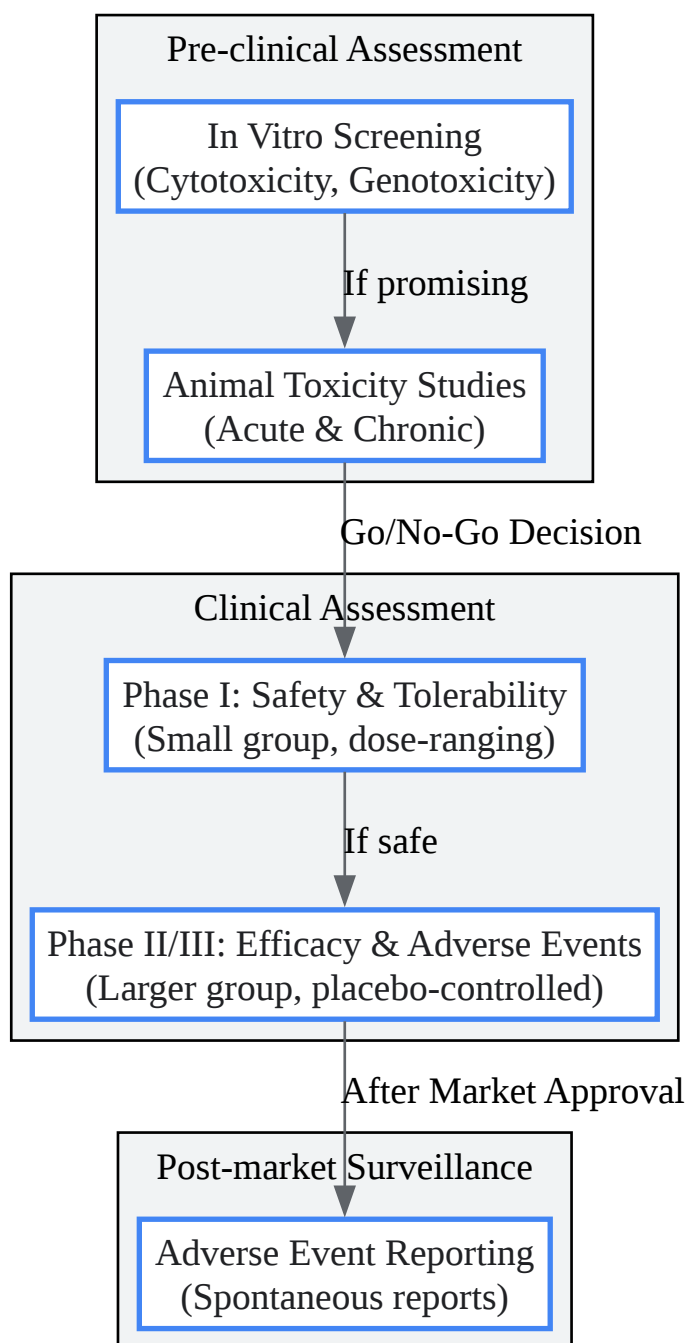 Pre-clinical Assessment
In Vitro Screening
(Cytotoxicity, Genotoxicity)
If promising
Animal Toxicity Studies
(Acute & Chronic)
Go/No-Go Decision
Clinical Assessment
Phase I: Safety & Tolerability
(Small group, dose-ranging)
If safe
Phase II/III: Efficacy & Adverse Events
(Larger group, placebo-controlled)
After Market Approval
Post-market Surveillance
Adverse Event Reporting
(Spontaneous reports)